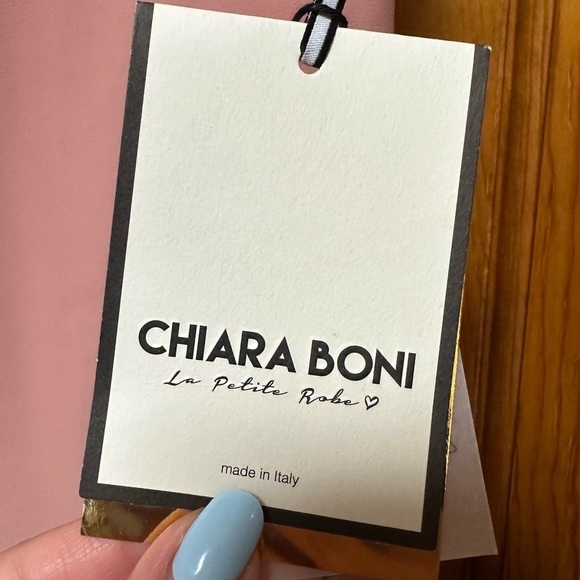 CHIARA BONI
La Petite Robe
made in Italy